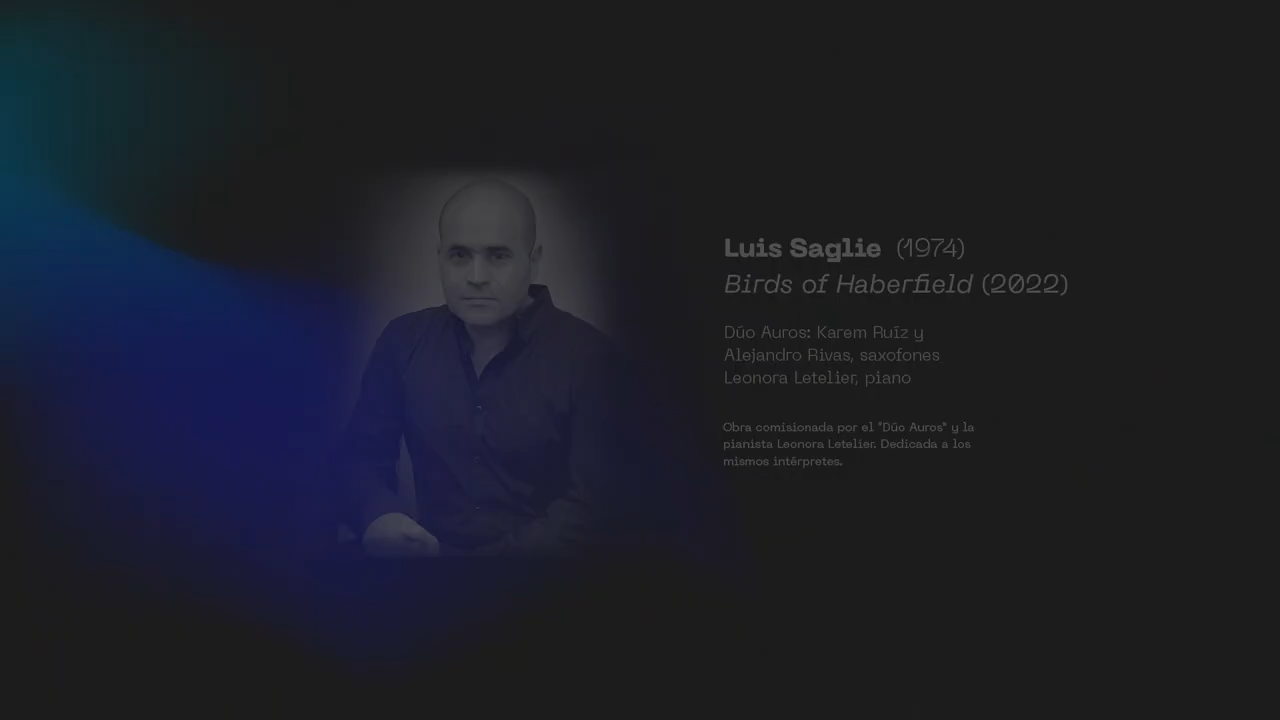 Luis Saglie (1974)
Birds of Haberfield (2022)
Dúo Auros: Karem Ruíz y
Alejandro Rivas, saxofones
Leonora Letelier, piano
Obra comisionada por el "Dúo Auros" y la
pianista Leonora Letelier. Dedicada a los
mismos intérpretes.